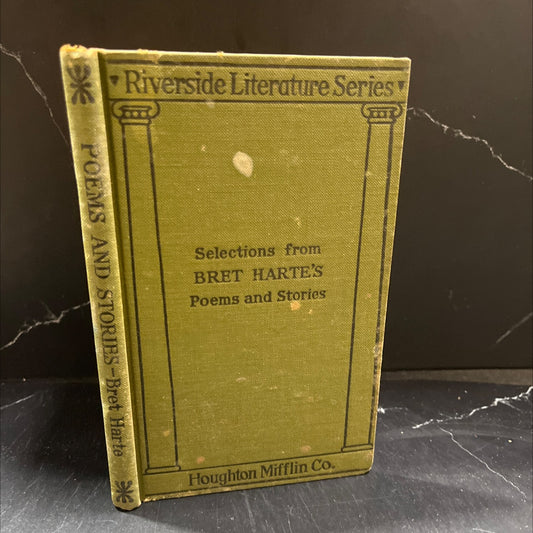 Riverside Literature Series
Selections from
BRET HARTE'S
Poems and Stories
Houghton Mifflin Co.
POEMS AND STORIES - Bret Harte